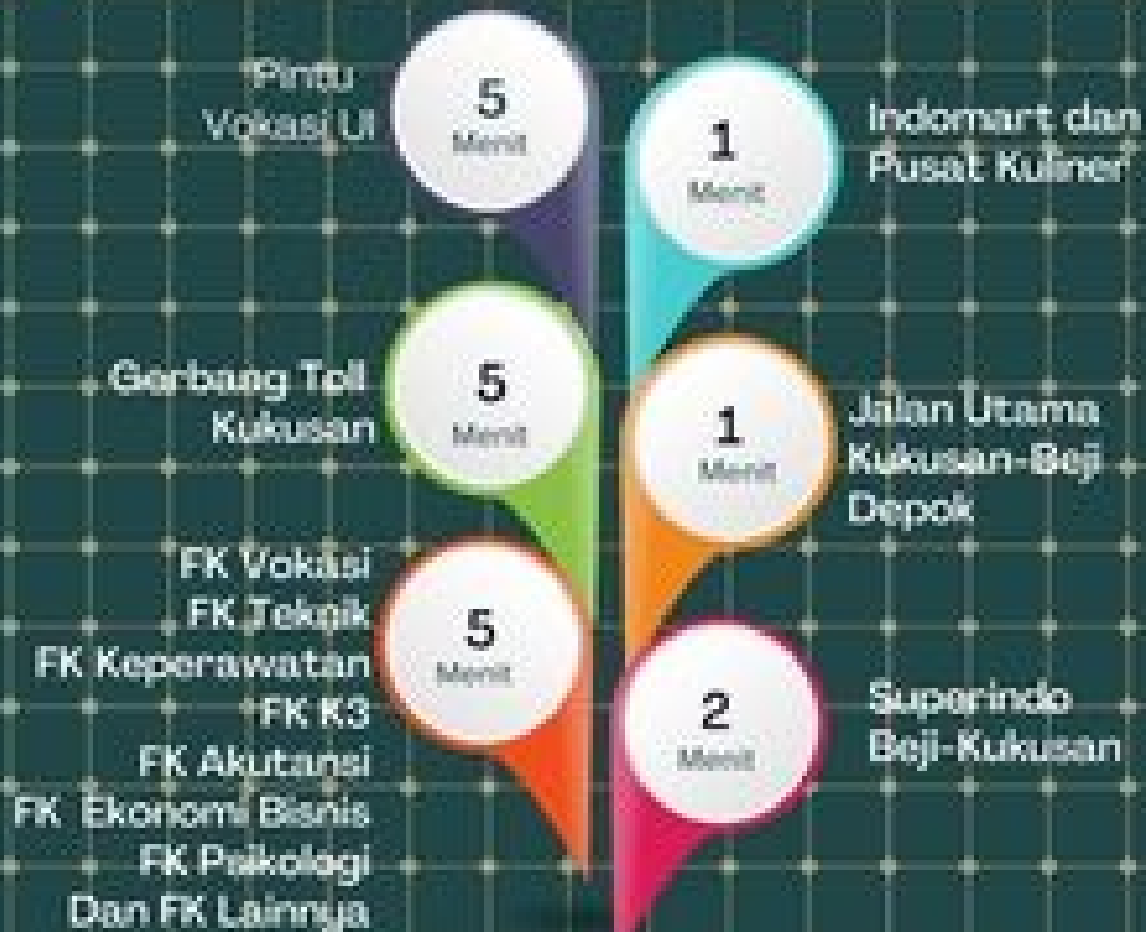 Pintu
Vokasi UI
5
Menit
1
Menit
Indomart dan
Pusat Kuliner
Gerbaag Toll
Kukusan
5
Menit
1
Menit
Jalan Utama
Kukusan-Beji
Depok
FK Vokasi
FK Teknik
FK Keperawatan
FK K3
FK Akutansi
FK Ekonomi Bisnis
FK Psikologi
Dan FK Lainnya
5
Menit
2
Menit
Superindo
Beji-Kukusan